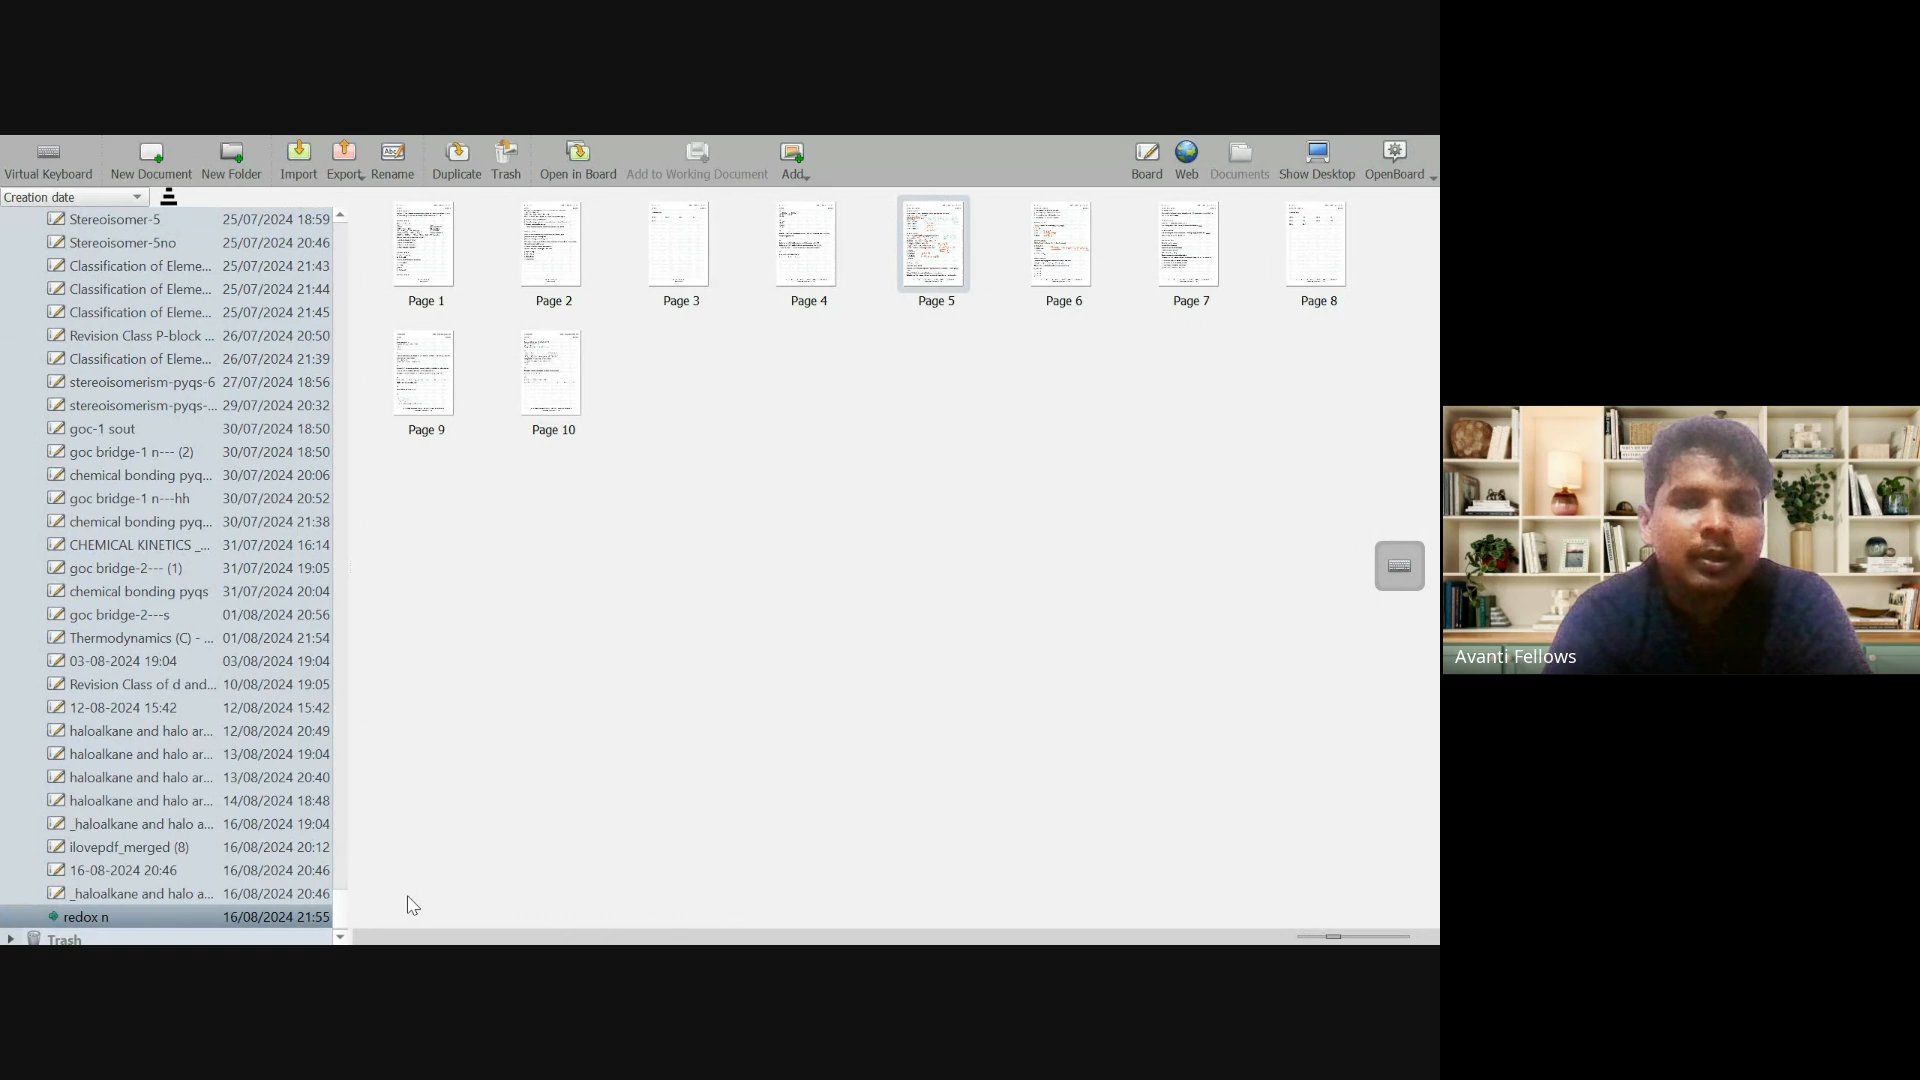 Virtual Keyboard New Document New Folder Import Export Rename Duplicate Trash Open in Board Add to Working Document Add Board Web Documents Show Desktop OpenBoard
Creation date
Stereoisomer-5 25/07/2024 18:59
Stereoisomer-5no 25/07/2024 20:46
Classification of Eleme... 25/07/2024 21:43
Classification of Eleme... 25/07/2024 21:44
Classification of Eleme... 25/07/2024 21:45
Revision Class P-block ... 26/07/2024 20:50
Classification of Eleme... 26/07/2024 21:39
stereoisomerism-pyqs-6 27/07/2024 18:56
stereoisomerism-pyqs-... 29/07/2024 20:32
goc-1 sout 30/07/2024 18:50
goc bridge-1 n--- (2) 30/07/2024 18:50
chemical bonding pyq... 30/07/2024 20:06
goc bridge-1 n---hh 30/07/2024 20:52
chemical bonding pyq... 30/07/2024 21:38
CHEMICAL KINETICS _... 31/07/2024 16:14
goc bridge-2--- (1) 31/07/2024 19:05
chemical bonding pyqs 31/07/2024 20:04
goc bridge-2---s 01/08/2024 20:56
Thermodynamics (C) - ... 01/08/2024 21:54
03-08-2024 19:04 03/08/2024 19:04
Revision Class of d and... 10/08/2024 19:05
12-08-2024 15:42 12/08/2024 15:42
haloalkane and halo ar... 12/08/2024 20:49
haloalkane and halo ar... 13/08/2024 19:04
haloalkane and halo ar... 13/08/2024 20:40
haloalkane and halo ar... 14/08/2024 18:48
_haloalkane and halo a... 16/08/2024 19:04
ilovepdf_merged (8) 16/08/2024 20:12
16-08-2024 20:46 16/08/2024 20:46
_haloalkane and halo a... 16/08/2024 20:46
redox n 16/08/2024 21:55
Trash
Page 1 Page 2 Page 3 Page 4 Page 5 Page 6 Page 7 Page 8
Page 9 Page 10
Avanti Fellows